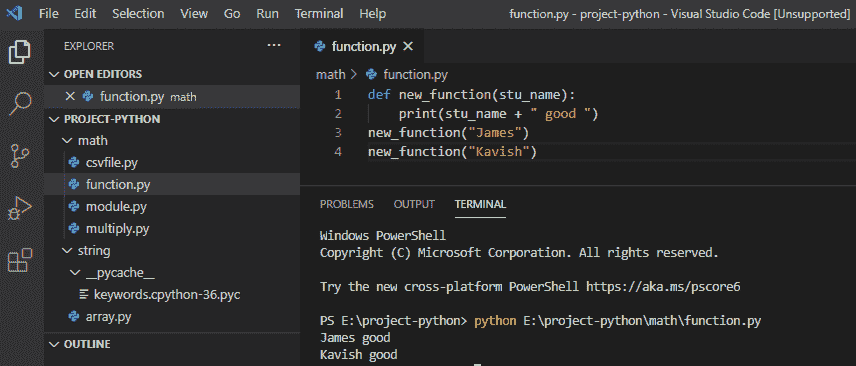 File Edit Selection View Go Run Terminal Help function.py - project-python - Visual Studio Code [Unsupported]
EXPLORER
OPEN EDITORS
function.py math
PROJECT-PYTHON
math
csvfile.py
function.py
module.py
multiply.py
string
__pycache__
keywords.cpython-36.pyc
array.py
OUTLINE
function.py
math > function.py
1 def new_function(stu_name):
2 print(stu_name + " good ")
3 new_function("James")
4 new_function("Kavish")
PROBLEMS OUTPUT TERMINAL
Windows PowerShell
Copyright (C) Microsoft Corporation. All rights reserved.
Try the new cross-platform PowerShell https://aka.ms/pscore6
PS E:\project-python> python E:\project-python\math\function.py
James good
Kavish good